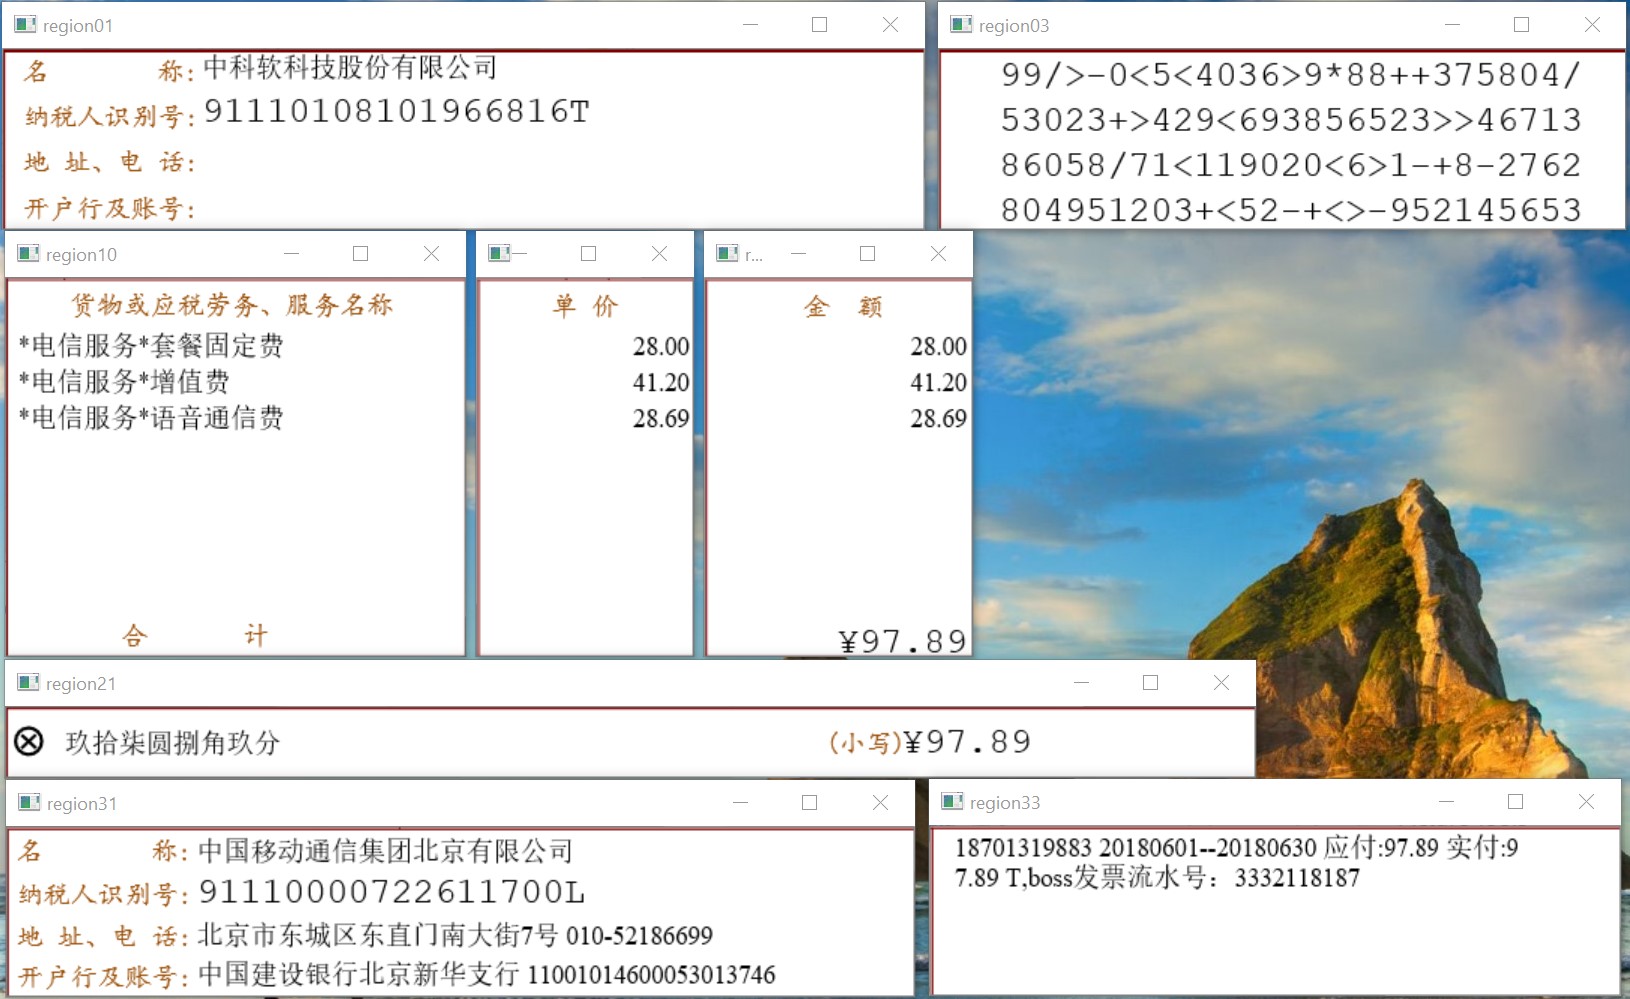 region01
名 称: 中科软科技股份有限公司
纳税人识别号: 91110108101966816T
地 址、电 话:
开户行及账号:
region03
99/>-0<5<4036>9*88++375804/
53023+>429<693856523>>46713
86058/71<119020<6>1-+8-2762
804951203+<52-+<>-952145653
region10
货物或应税劳务、服务名称
*电信服务*套餐固定费
*电信服务*增值费
*电信服务*语音通信费
合 计
单 价
28.00
41.20
28.69
r...
金 额
28.00
41.20
28.69
¥97.89
region21
玖拾柒圆捌角玖分 (小写)¥97.89
region31
名 称: 中国移动通信集团北京有限公司
纳税人识别号: 91110000722611700L
地 址、电 话: 北京市东城区东直门南大街7号 010-52186699
开户行及账号: 中国建设银行北京新华支行 11001014600053013746
region33
18701319883 20180601--20180630 应付:97.89 实付:9
7.89 T,boss发票流水号：3332118187